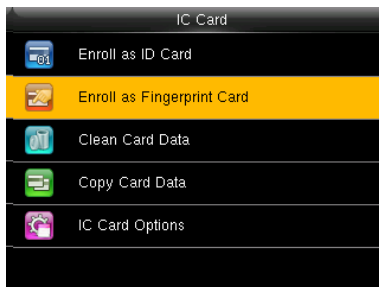 IC Card
01
Enroll as ID Card
Enroll as Fingerprint Card
Clean Card Data
Copy Card Data
IC Card Options